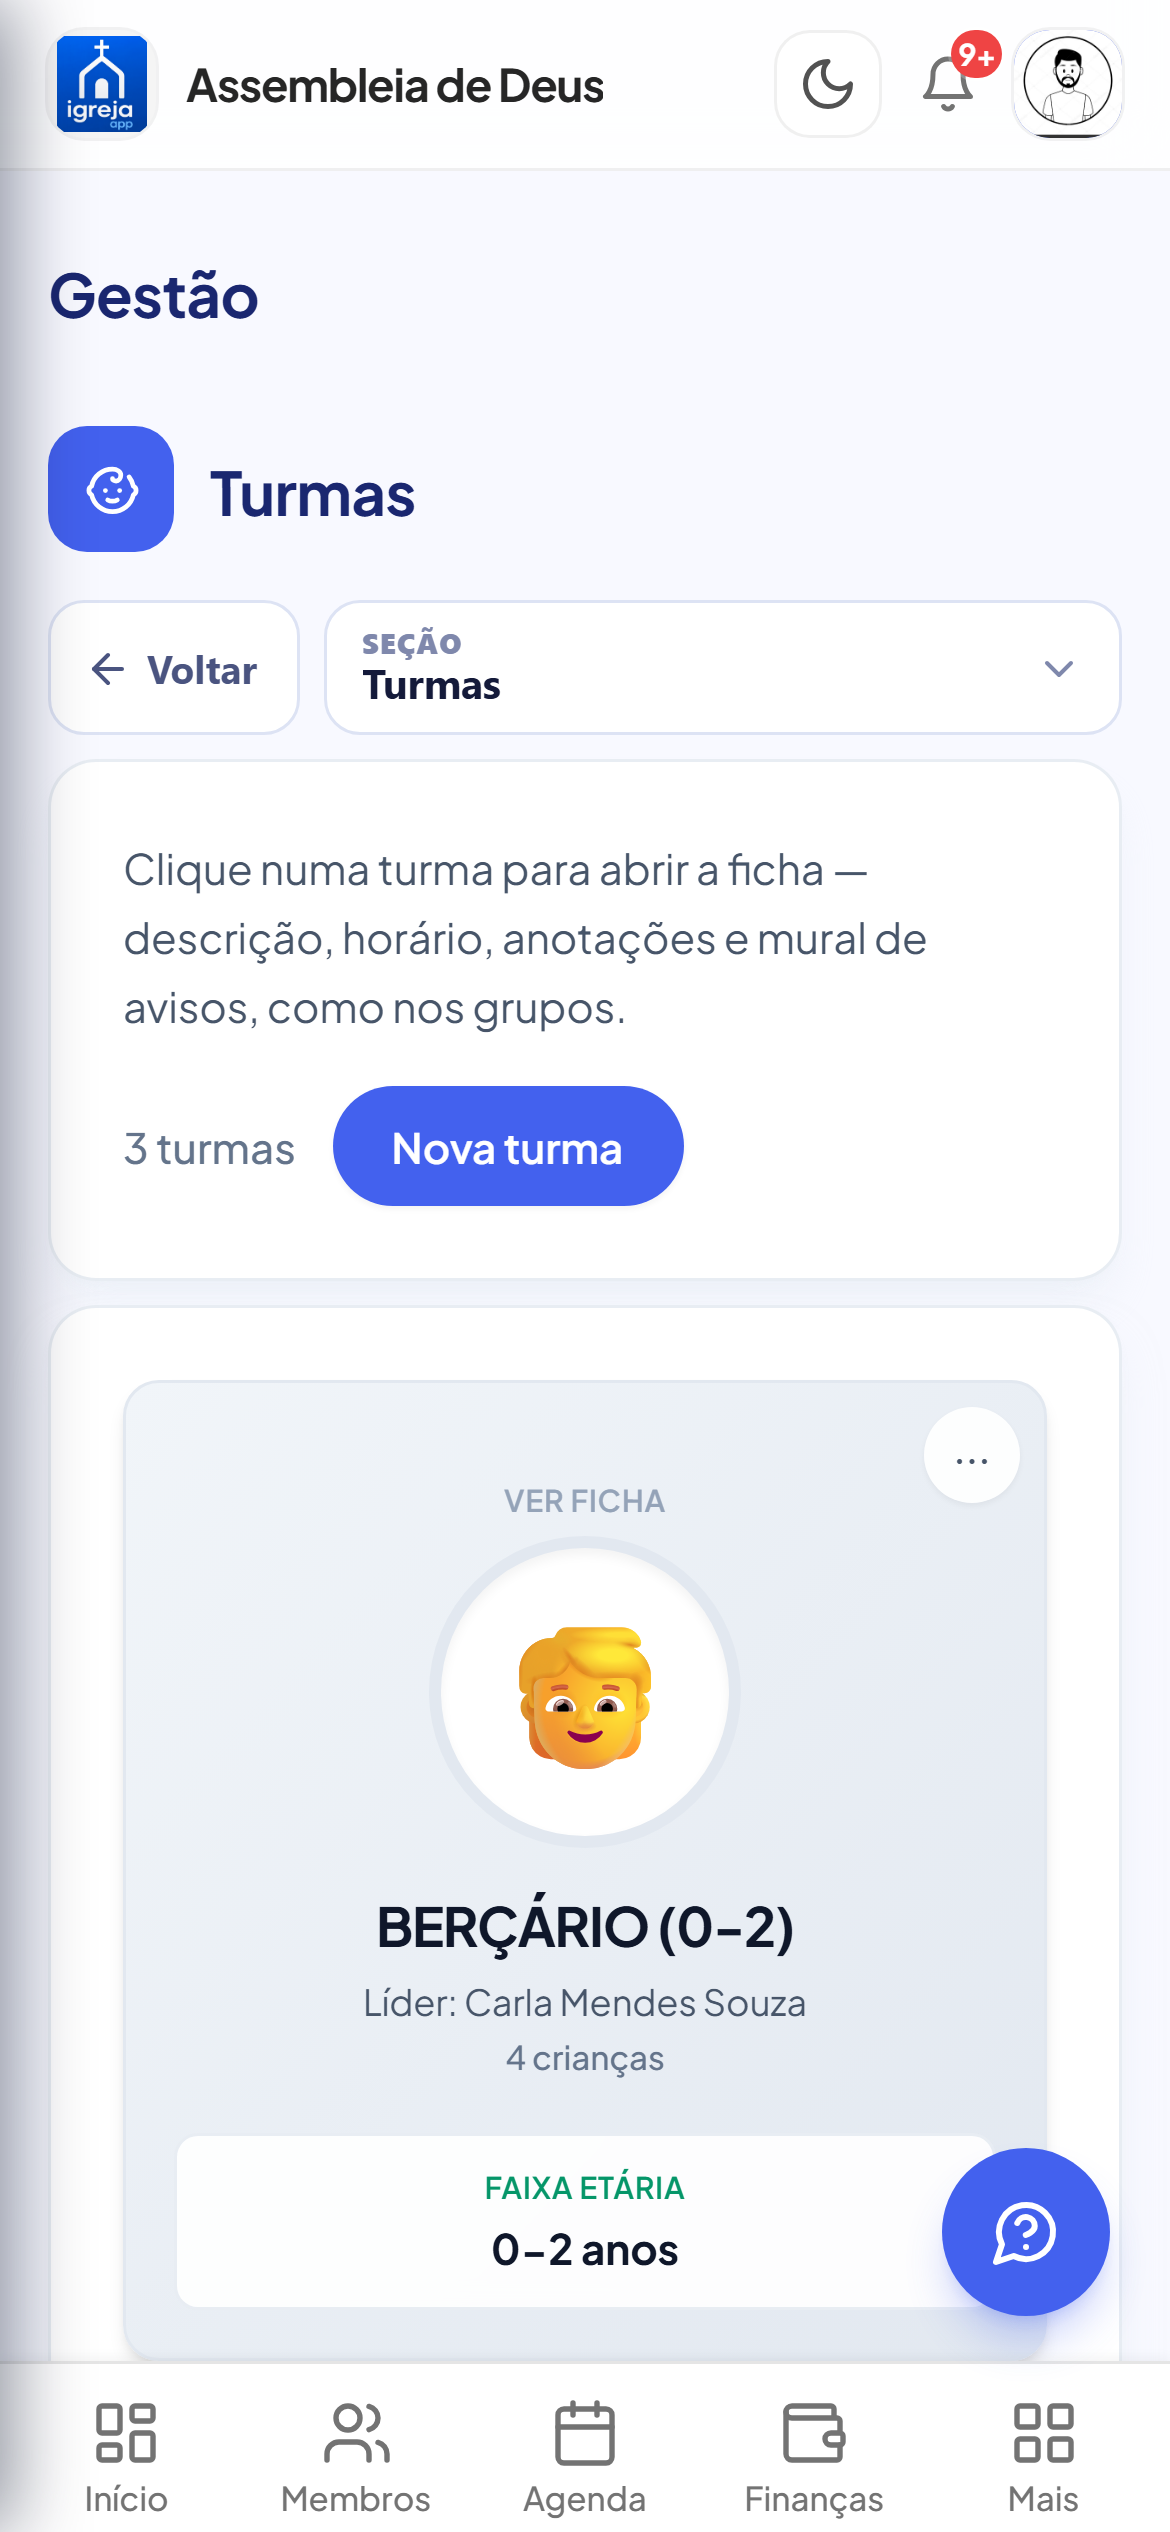 igreja
app
Assembleia de Deus
9+
Gestão
Turmas
Voltar
SEÇÃO
Turmas
Clique numa turma para abrir a ficha —
descrição, horário, anotações e mural de
avisos, como nos grupos.
3 turmas
Nova turma
...
VER FICHA
BERÇÁRIO (0–2)
Líder: Carla Mendes Souza
4 crianças
FAIXA ETÁRIA
0–2 anos
Início
Membros
Agenda
Finanças
Mais